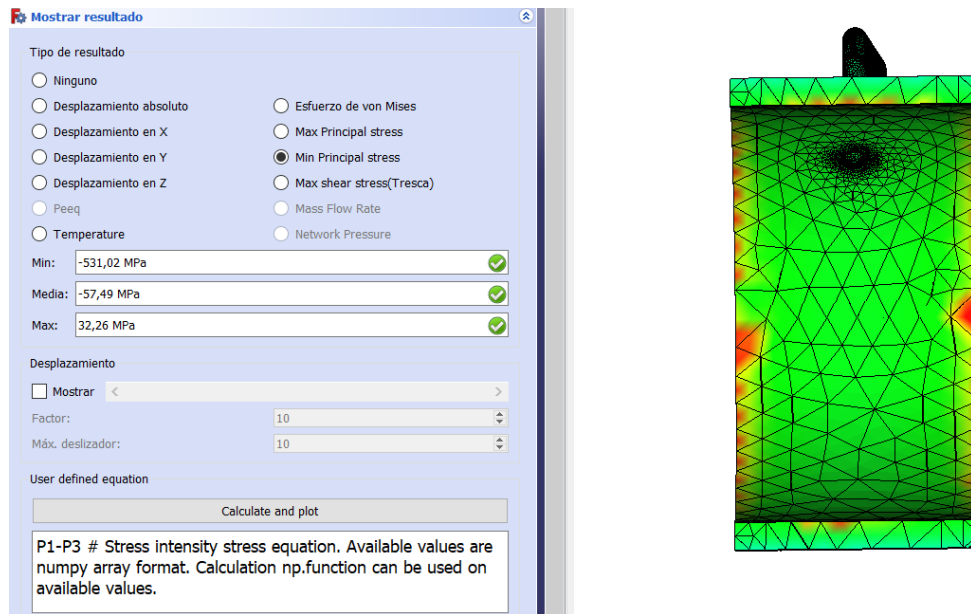 Mostrar resultado
Tipo de resultado
Ninguno
Desplazamiento absoluto
Esfuerzo de von Mises
Desplazamiento en X
Max Principal stress
Desplazamiento en Y
Min Principal stress
Desplazamiento en Z
Max shear stress(Tresca)
Peeq
Mass Flow Rate
Temperature
Network Pressure
Min: -531,02 MPa
Media: -57,49 MPa
Max: 32,26 MPa
Desplazamiento
Mostrar
Factor: 10
Máx. deslizador: 10
User defined equation
Calculate and plot
P1-P3 # Stress intensity stress equation. Available values are
numpy array format. Calculation np.function can be used on
available values.